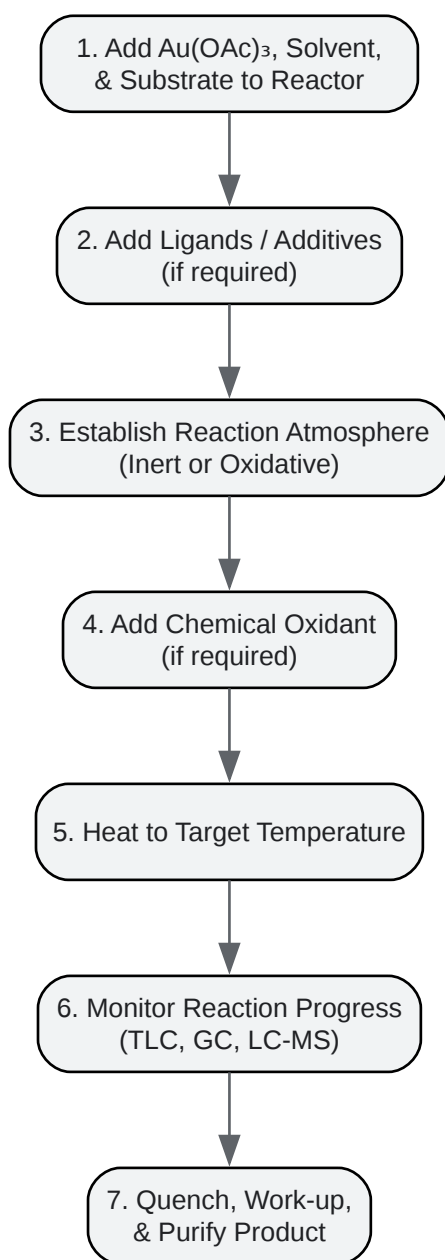 1. Add Au(OAc)₃, Solvent,
& Substrate to Reactor
2. Add Ligands / Additives
(if required)
3. Establish Reaction Atmosphere
(Inert or Oxidative)
4. Add Chemical Oxidant
(if required)
5. Heat to Target Temperature
6. Monitor Reaction Progress
(TLC, GC, LC-MS)
7. Quench, Work-up,
& Purify Product